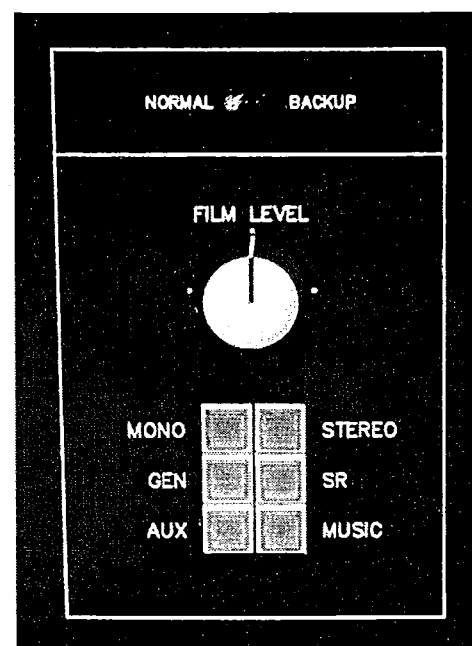 NORMAL BACKUP
FILM LEVEL
MONO STEREO
GEN SR
AUX MUSIC